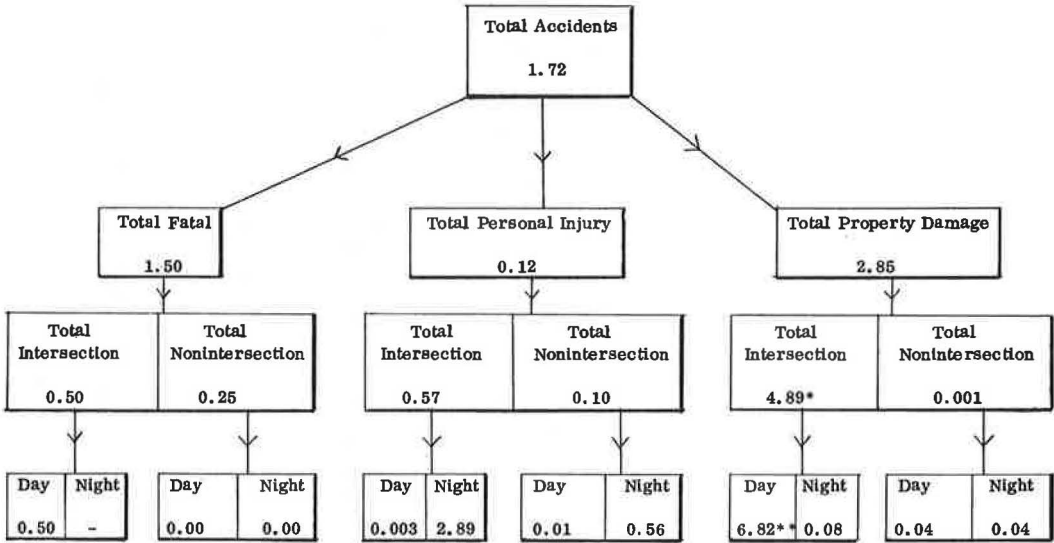 Total Accidents
1.72
Total Fatal
1.50
Total Personal Injury
0.12
Total Property Damage
2.85
Total
Intersection
0.50
Total
Nonintersection
0.25
Total
Intersection
0.57
Total
Nonintersection
0.10
Total
Intersection
4.89*
Total
Nonintersection
0.001
Day
0.50
Night
-
Day
0.00
Night
0.00
Day
0.003
Night
2.89
Day
0.01
Night
0.56
Day
6.82**
Night
0.08
Day
0.04
Night
0.04